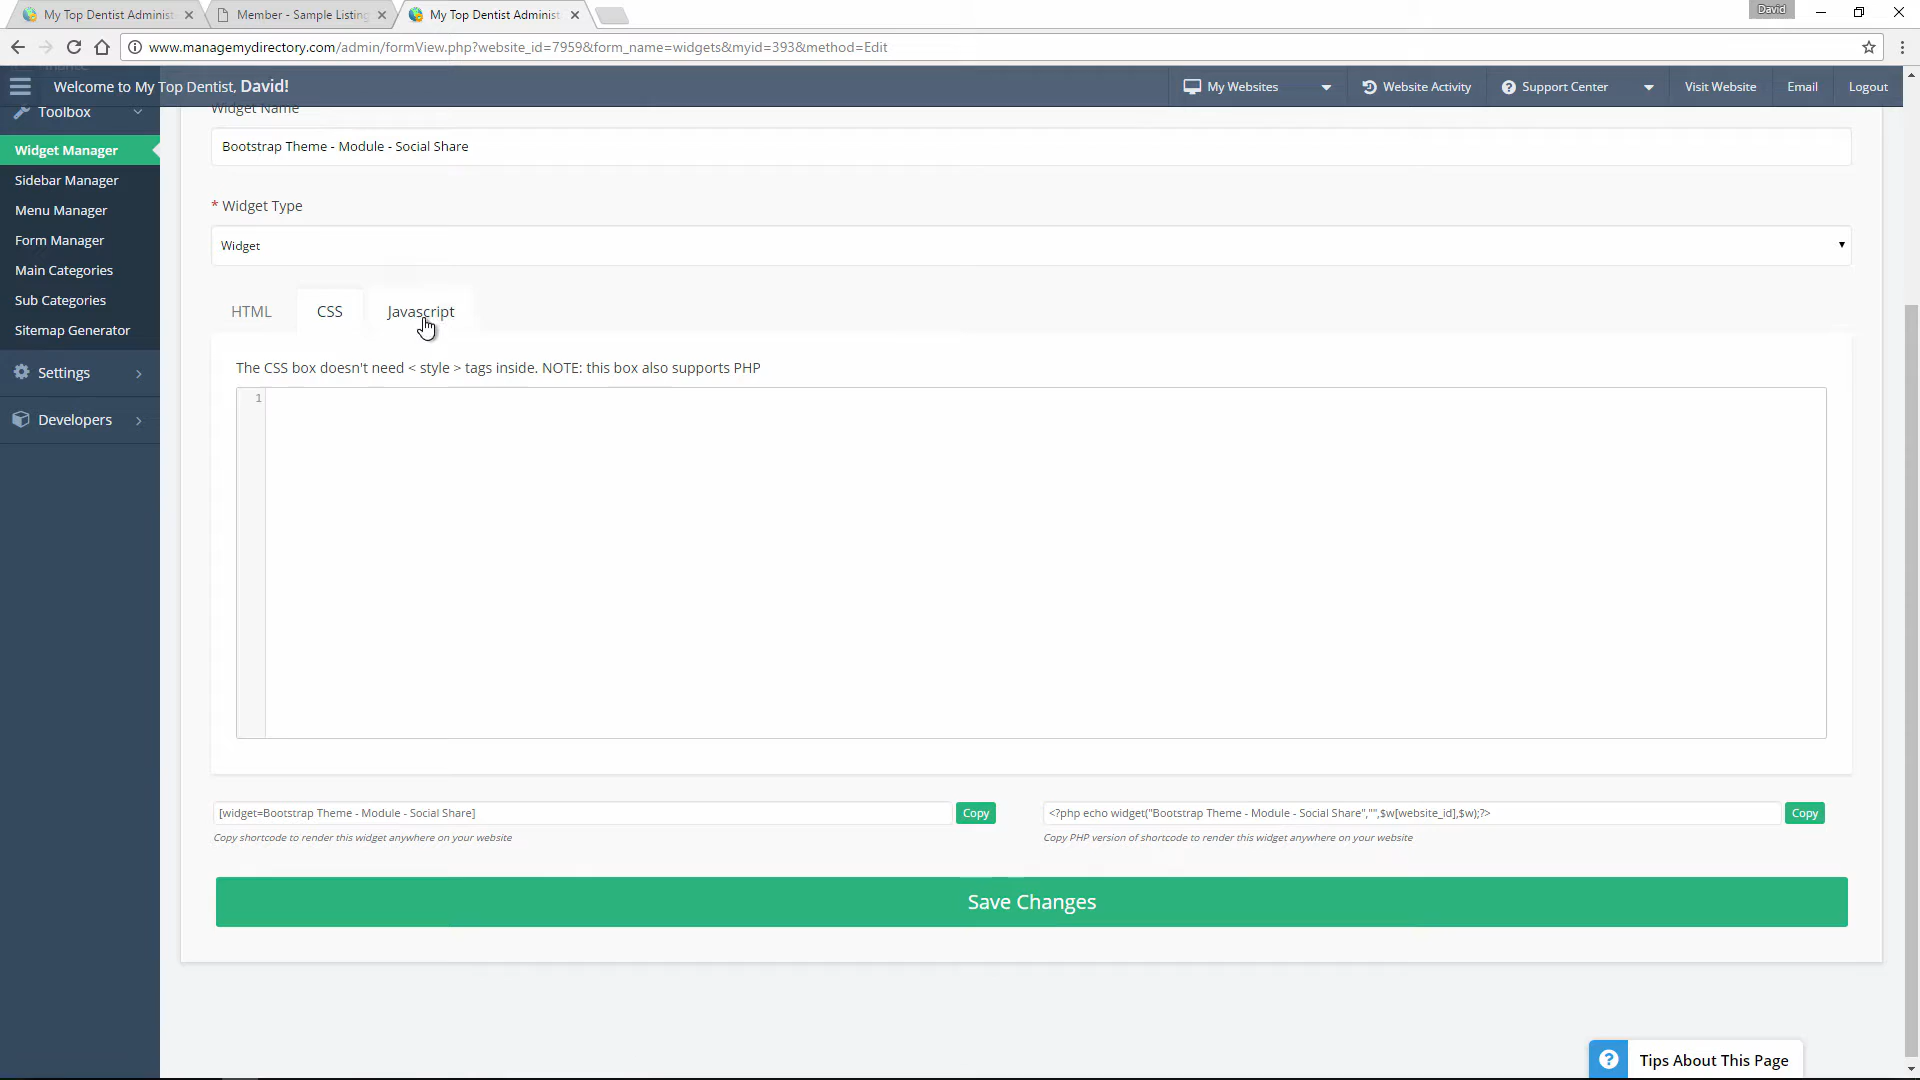 My Top Dentist Administ
Member - Sample Listing
My Top Dentist Administ
David
www.managemydirectory.com/admin/formView.php?website_id=7959&form_name=widgets&myid=393&method=Edit
Welcome to My Top Dentist, David!
My Websites
Website Activity
Support Center
Visit Website
Email
Logout
Toolbox
Widget Manager
Sidebar Manager
Menu Manager
Form Manager
Main Categories
Sub Categories
Sitemap Generator
Settings
Developers
Widget Name
Bootstrap Theme - Module - Social Share
* Widget Type
Widget
HTML
CSS
Javascript
The CSS box doesn't need < style > tags inside. NOTE: this box also supports PHP
1
[widget=Bootstrap Theme - Module - Social Share]
Copy
Copy shortcode to render this widget anywhere on your website
<?php echo widget("Bootstrap Theme - Module - Social Share","",$w[website_id],$w);?>
Copy
Copy PHP version of shortcode to render this widget anywhere on your website
Save Changes
? Tips About This Page